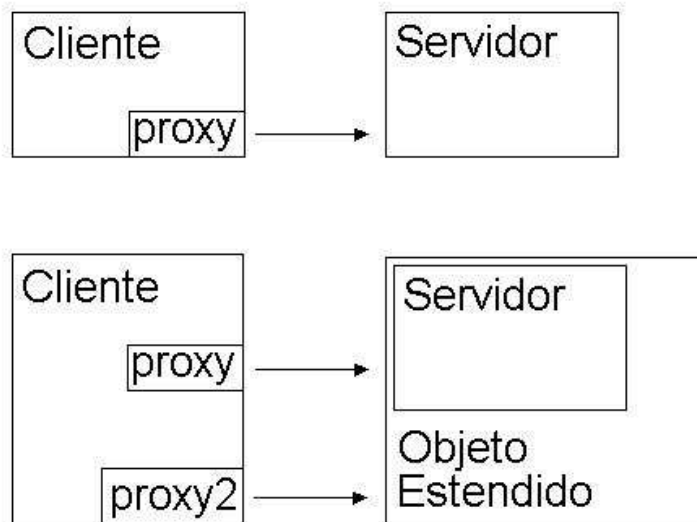 Cliente
Servidor
proxy
Cliente
Servidor
proxy
Objeto
Estendido
proxy2